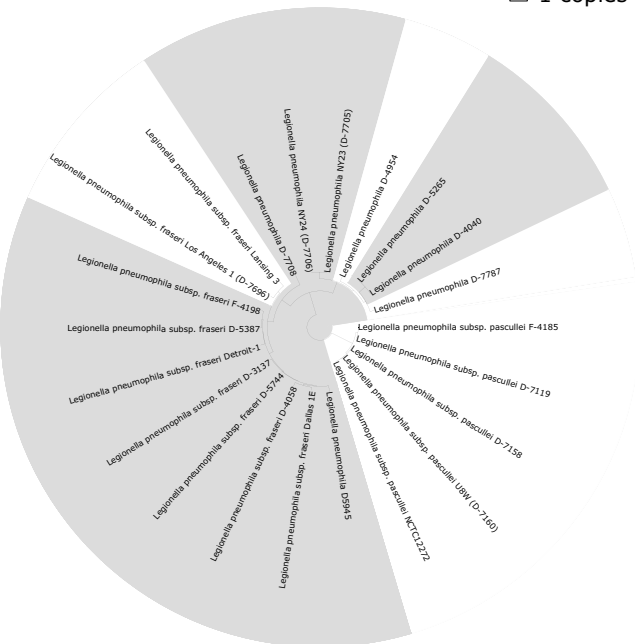 1 copies
Legionella pneumophila NY23 (D-7705)
Legionella pneumophila D-4954
Legionella pneumophila D-5265
Legionella pneumophila D-4040
Legionella pneumophila D-7787
Legionella pneumophila subsp. pascullei F-4185
Legionella pneumophila subsp. pascullei D-7119
Legionella pneumophila subsp. pascullei D-7158
Legionella pneumophila subsp. pascullei U8W (D-7160)
Legionella pneumophila subsp. pascullei NCTC12272
Legionella pneumophila D5945
Legionella pneumophila subsp. fraseri Dallas 1E
Legionella pneumophila subsp. fraseri D-4058
Legionella pneumophila subsp. fraseri D-5744
Legionella pneumophila subsp. fraseri D-3137
Legionella pneumophila subsp. fraseri Detroit-1
Legionella pneumophila subsp. fraseri D-5387
Legionella pneumophila subsp. fraseri F-4198
Legionella pneumophila subsp. fraseri Los Angeles 1 (D-7696)
Legionella pneumophila subsp. fraseri Lansing 3
Legionella pneumophila D-7708
Legionella pneumophila NY24 (D-7706)